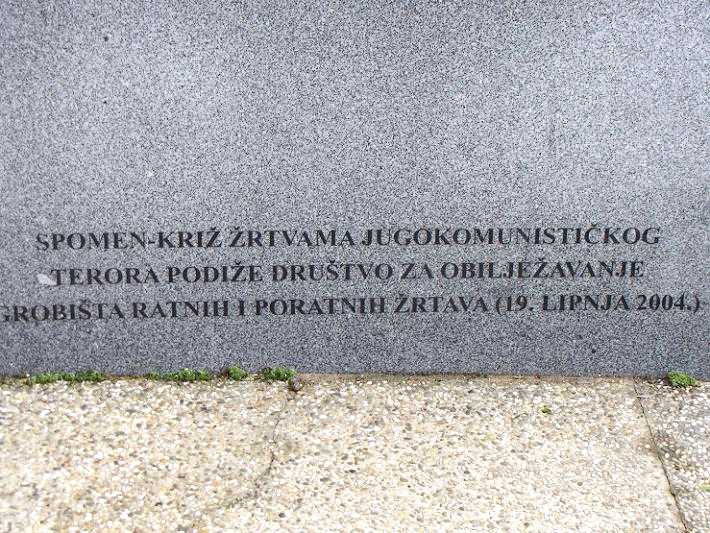 SPOMEN-KRIŽ ŽRTVAMA JUGOKOMUNISTIČKOG
TERORA PODIŽE DRUŠTVO ZA OBILJEŽAVANJE
GROBIŠTA RATNIH I PORATNIH ŽRTAVA (19. LIPNJA 2004.)